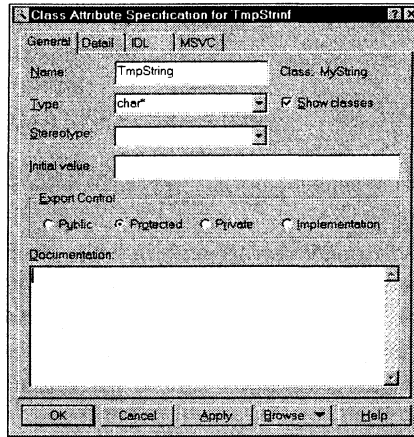 Class Attribute Specification for TmpStrinf
General Detail IDL MSVC
Name: TmpString Class: MyString
Type: char* Show classes
Stereotype:
Initial value:
Export Control
Public Protected Private Implementation
Documentation:
OK Cancel Apply Browse Help